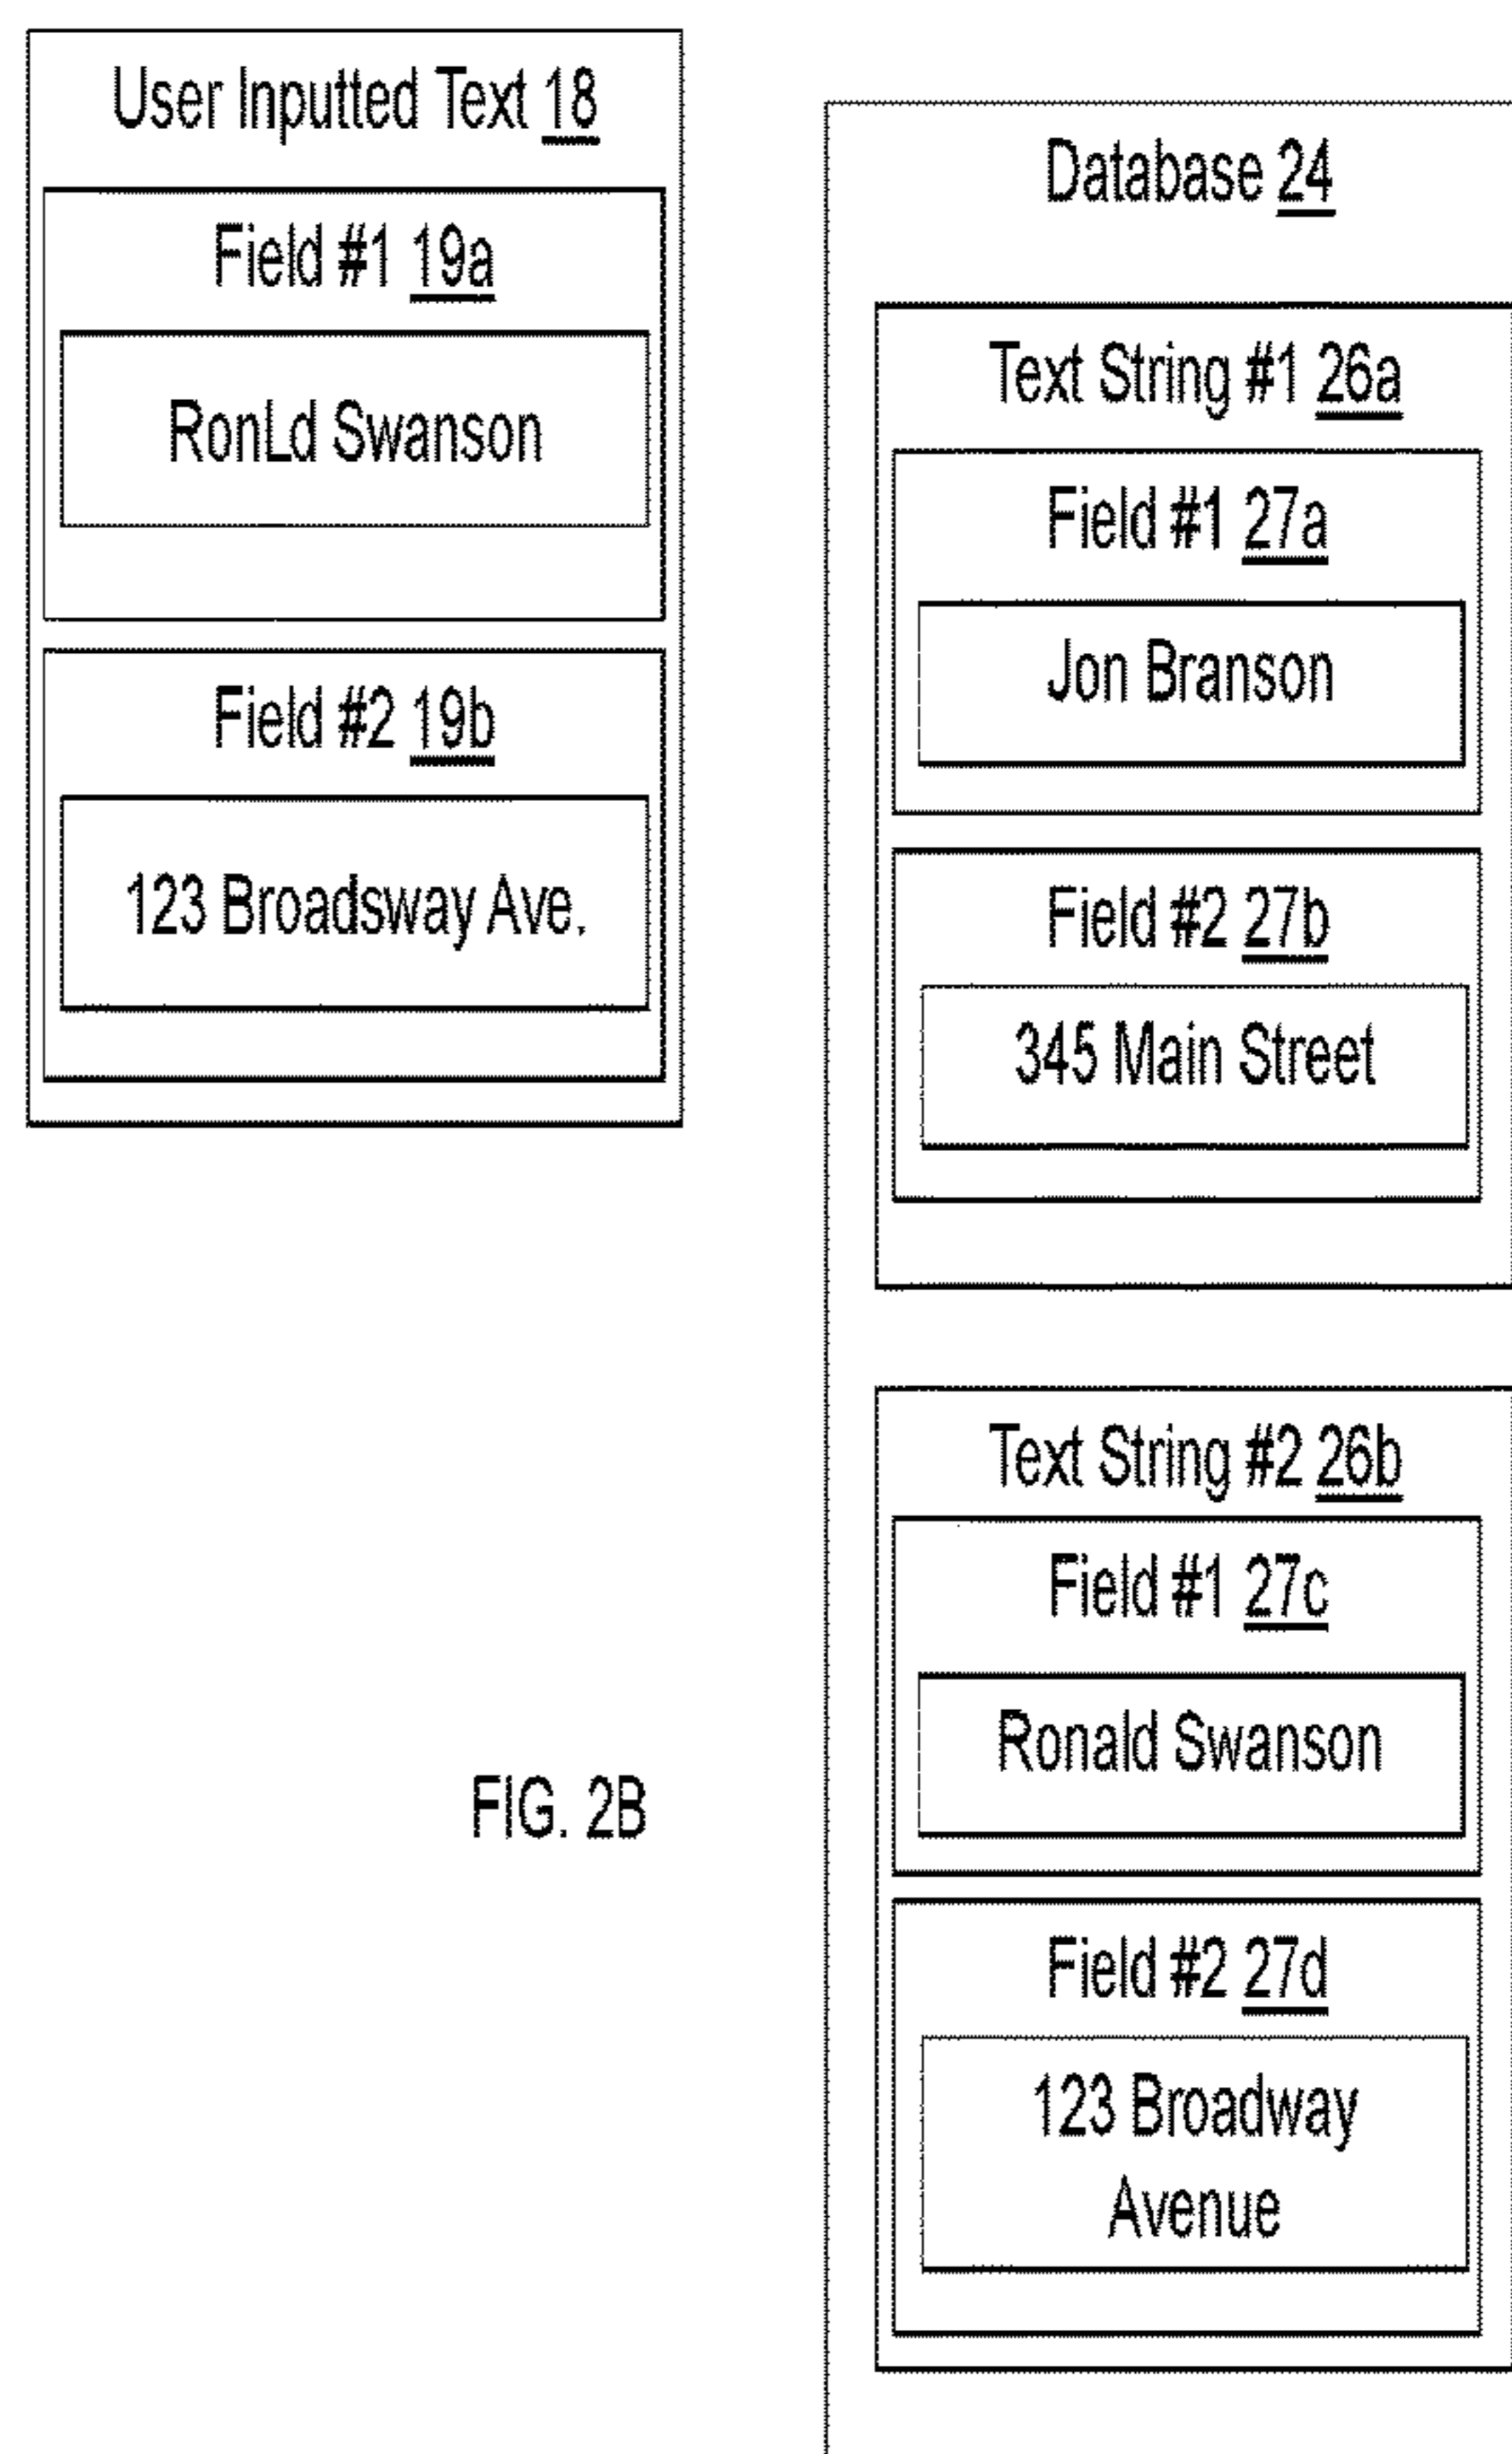 User Inputted Text 18
Field #1 19a
RonLd Swanson
Field #2 19b
123 Broadsway Ave.
Database 24
Text String #1 26a
Field #1 27a
Jon Branson
Field #2 27b
345 Main Street
Text String #2 26b
Field #1 27c
Ronald Swanson
Field #2 27d
123 Broadway
Avenue
FIG. 2B